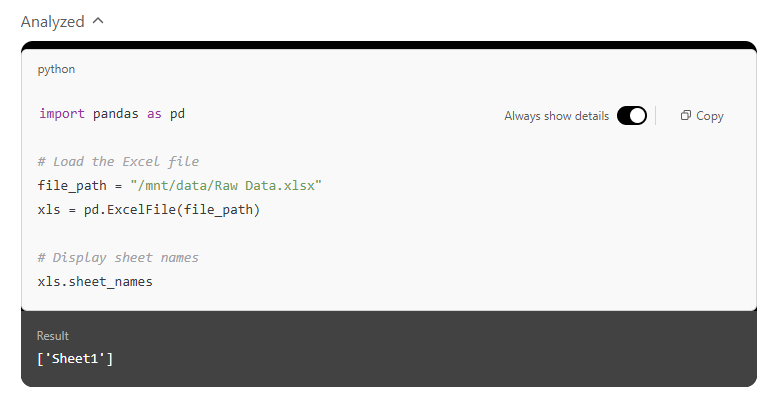 Analyzed
python
import pandas as pd
Always show details
Copy
# Load the Excel file
file_path = "/mnt/data/Raw Data.xlsx"
xls = pd.ExcelFile(file_path)
# Display sheet names
xls.sheet_names
Result
['Sheet1']